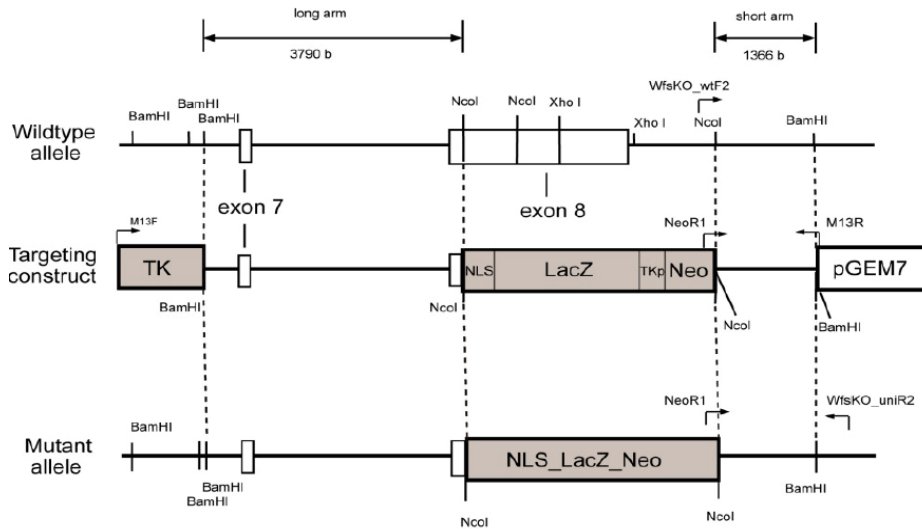 long arm
short arm
3790 b
1366 b
WfsKO_wtF2
BamHI
BamHI
BamHI
NcoI
NcoI
Xho I
Xho I
NcoI
BamHI
Wildtype
allele
exon 7
exon 8
M13F
NeoR1
M13R
Targeting
construct
TK
NLS
LacZ
TKp
Neo
pGEM7
BamHI
NcoI
NcoI
BamHI
NeoR1
WfsKO_uniR2
BamHI
Mutant
allele
NLS_LacZ_Neo
BamHI
BamHI
BamHI
NcoI
NcoI